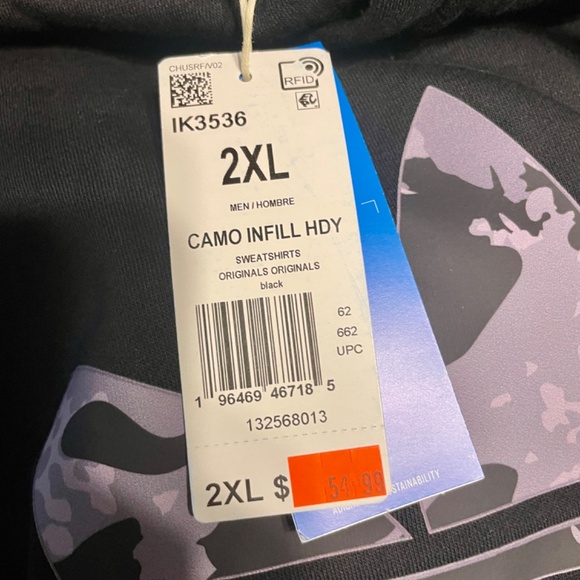 CHUSRF/V02
RFID
IK3536
2XL
MEN / HOMBRE
CAMO INFILL HDY
SWEATSHIRTS
ORIGINALS ORIGINALS
black
62
662
UPC
1 96469 46718 5
132568013
2XL $ 54.99
SUSTAINABILITY